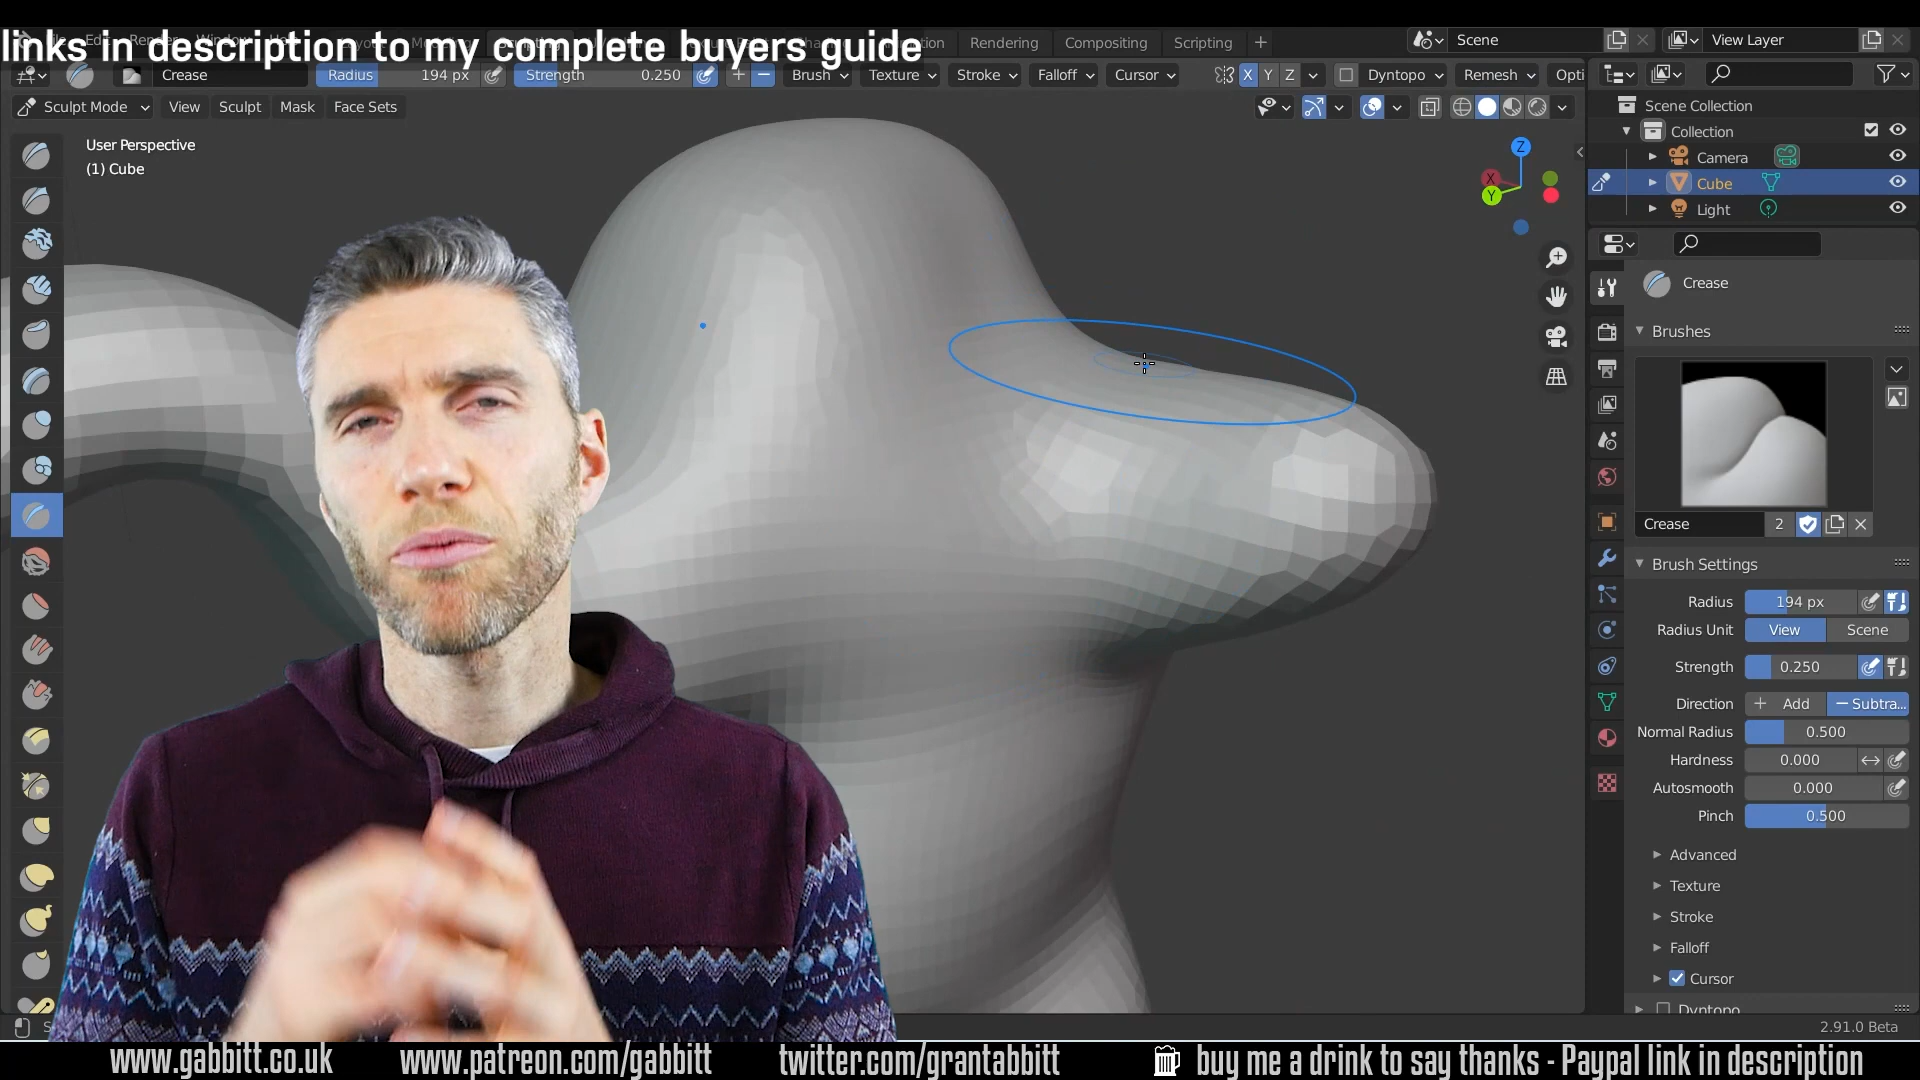 links in description to my complete buyers guide
Rendering Compositing Scripting
Scene
View Layer
Crease
Radius 194 px
Strength 0.250
Brush Texture Stroke Falloff Cursor
X Y Z
Dyntopo Remesh Opti
Sculpt Mode View Sculpt Mask Face Sets
User Perspective
(1) Cube
Z
X
Y
Scene Collection
Collection
Camera
Cube
Light
Crease
Brushes
Crease 2
Brush Settings
Radius 194 px
Radius Unit View Scene
Strength 0.250
Direction + Add Subtra...
Normal Radius 0.500
Hardness 0.000
Autosmooth 0.000
Pinch 0.500
Advanced
Texture
Stroke
Falloff
Cursor
Dyntopo
2.91.0 Beta
www.gabbitt.co.uk www.patreon.com/gabbitt twitter.com/grantabbitt buy me a drink to say thanks - Paypal link in description